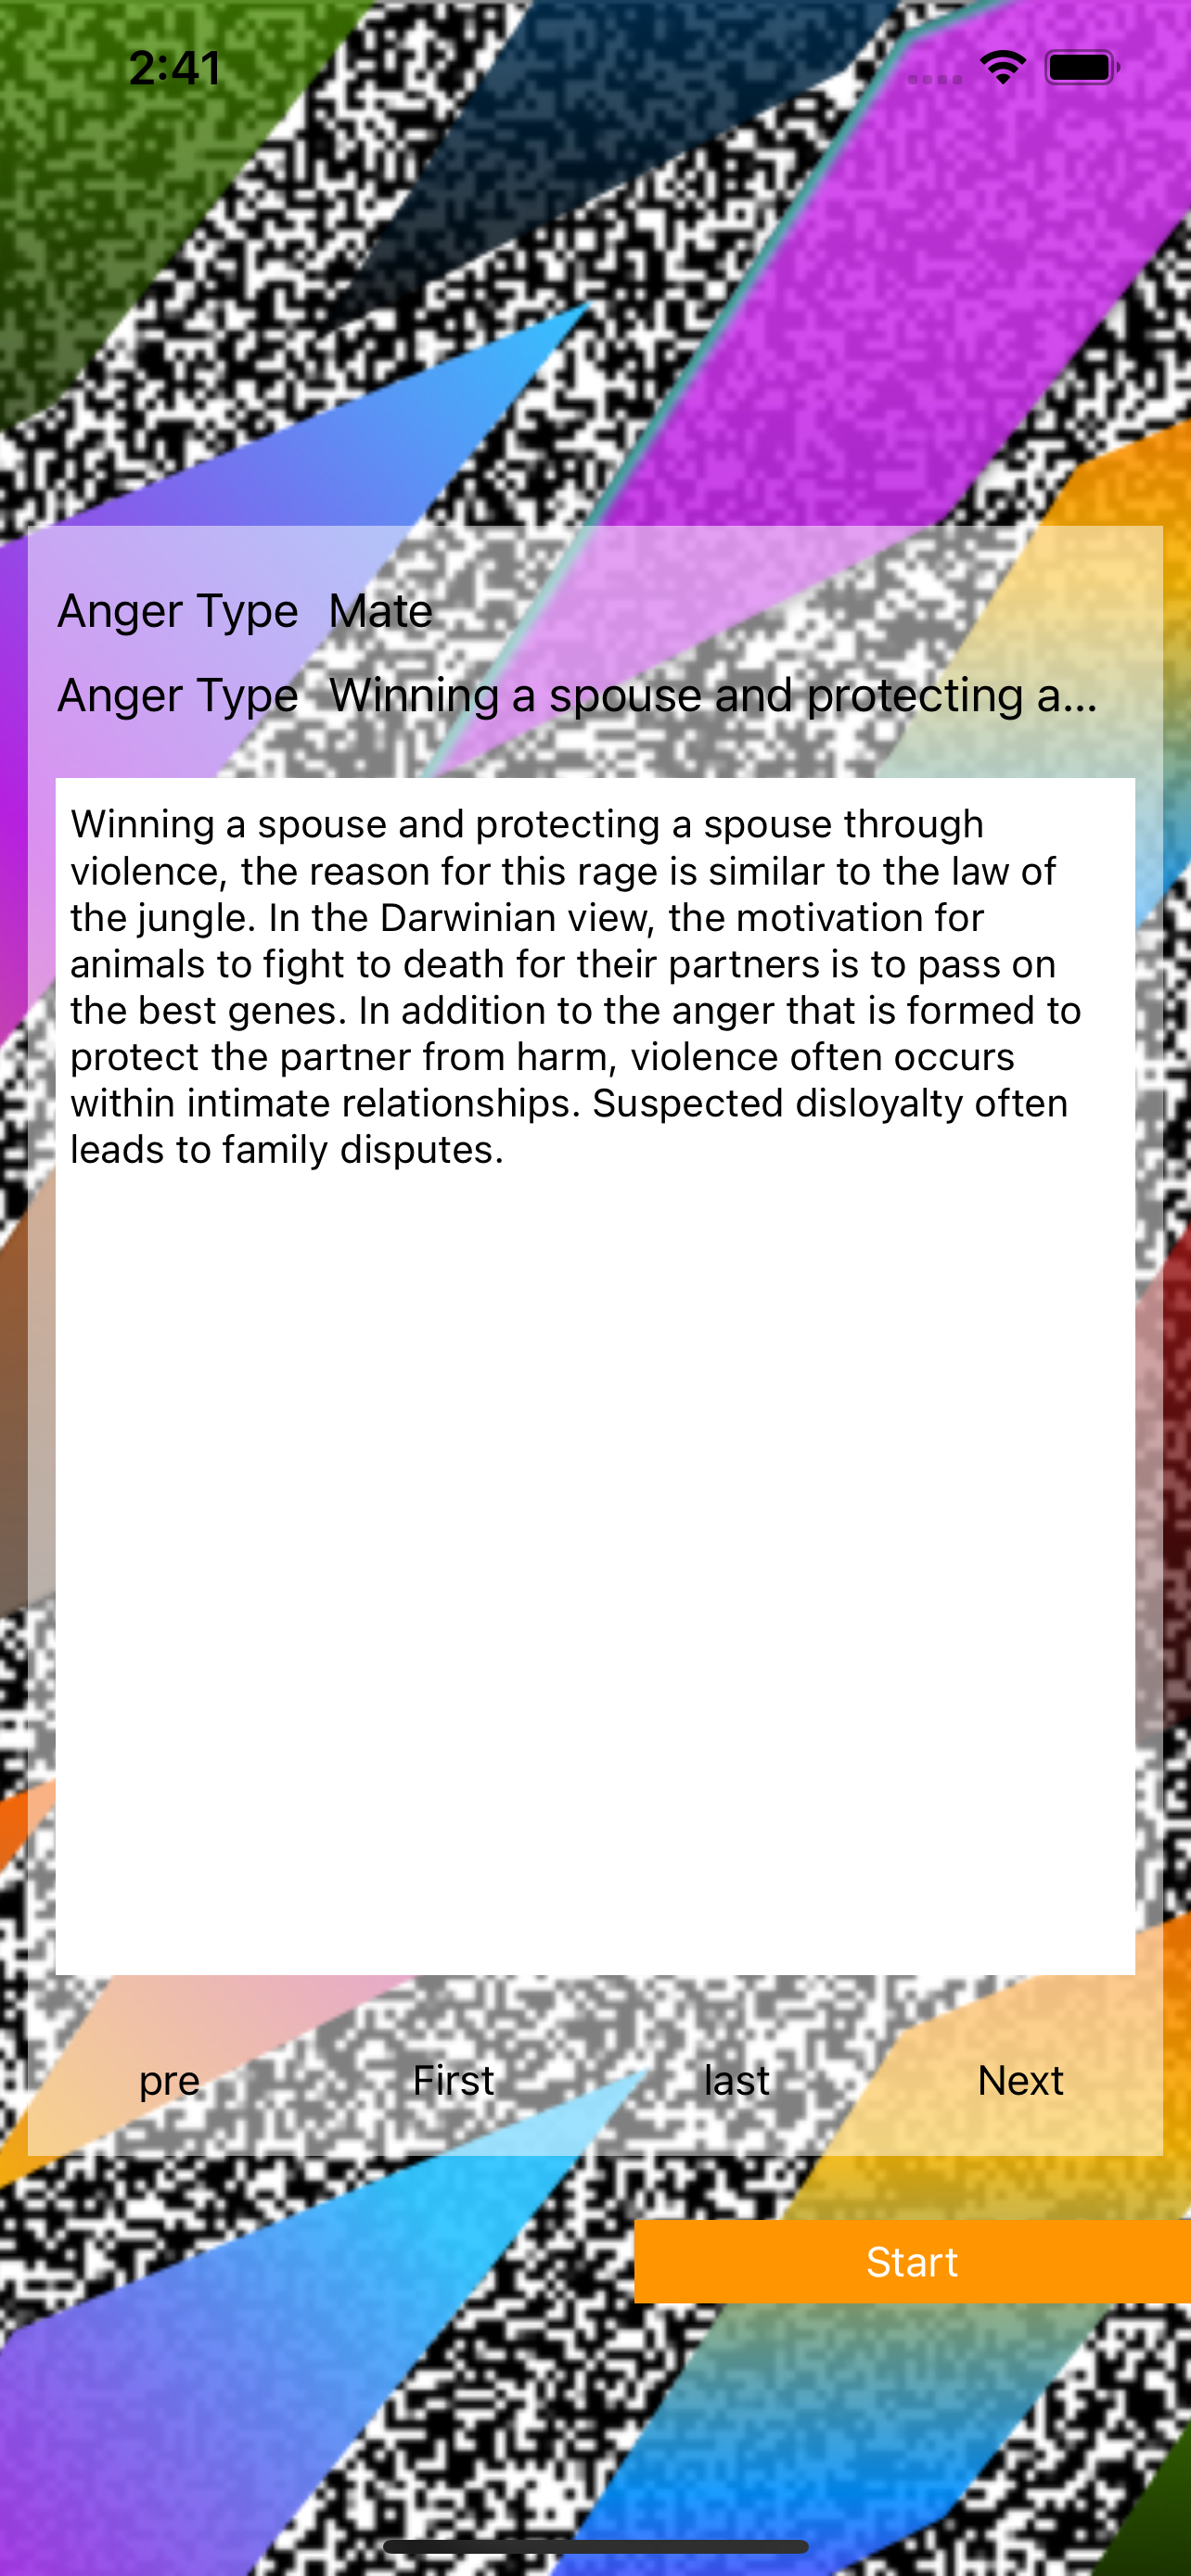 2:41
Anger Type Mate
Anger Type Winning a spouse and protecting a...
Winning a spouse and protecting a spouse through
violence, the reason for this rage is similar to the law of
the jungle. In the Darwinian view, the motivation for
animals to fight to death for their partners is to pass on
the best genes. In addition to the anger that is formed to
protect the partner from harm, violence often occurs
within intimate relationships. Suspected disloyalty often
leads to family disputes.
pre First last Next
Start